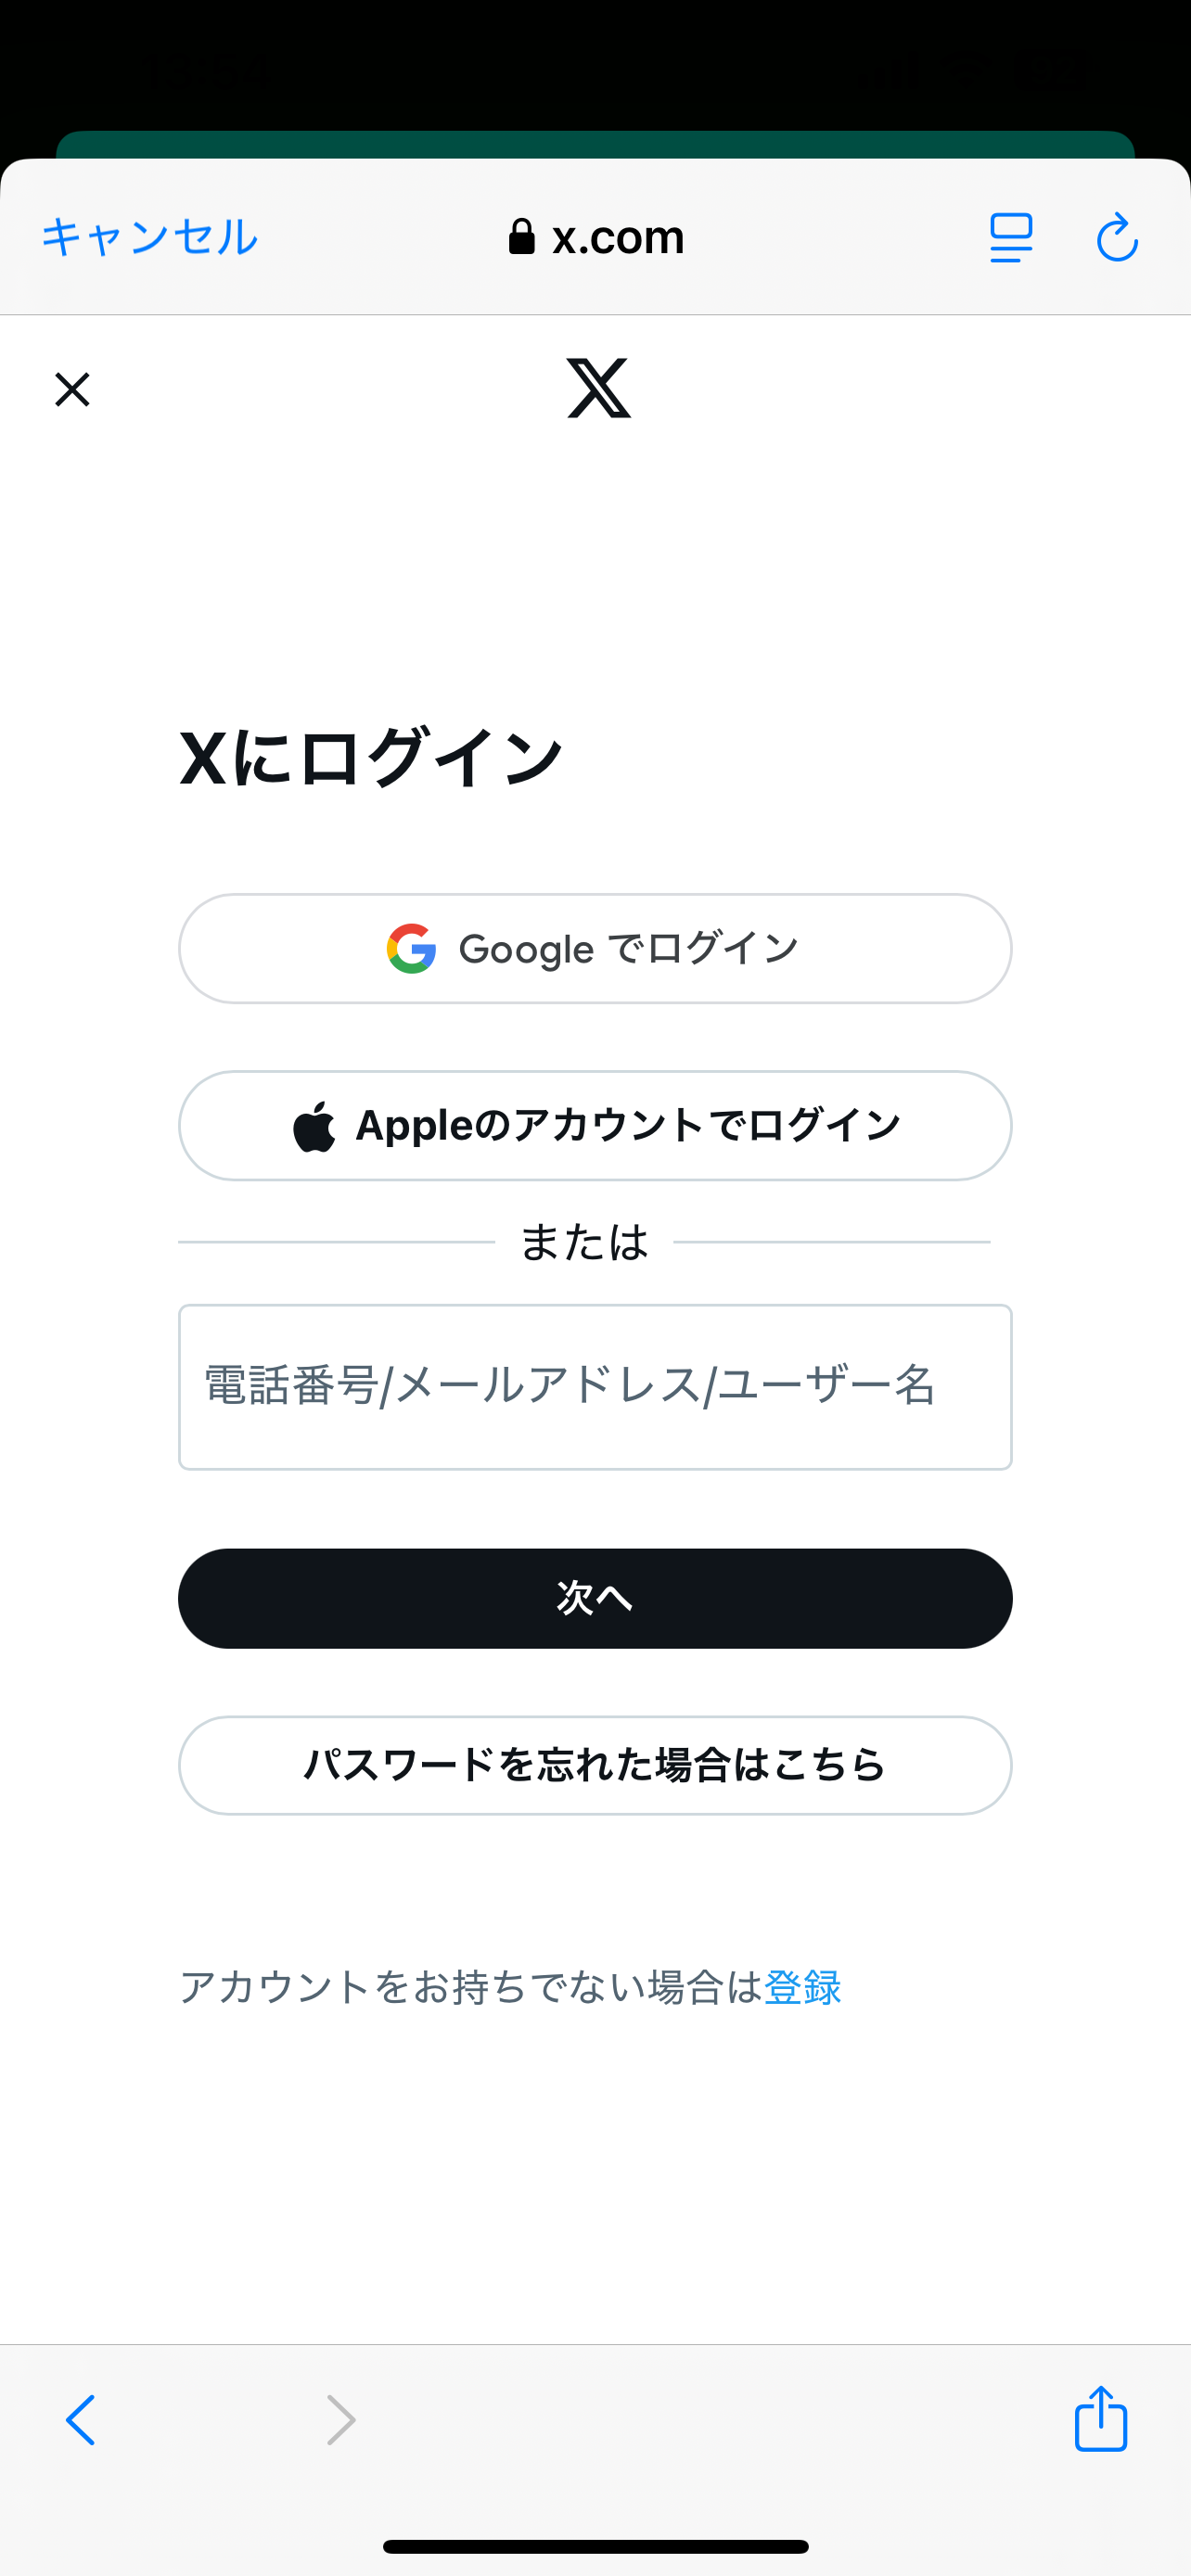 キャンセル
x.com
Xにログイン
Google でログイン
Appleのアカウントでログイン
または
電話番号/メールアドレス/ユーザー名
次へ
パスワードを忘れた場合はこちら
アカウントをお持ちでない場合は登録